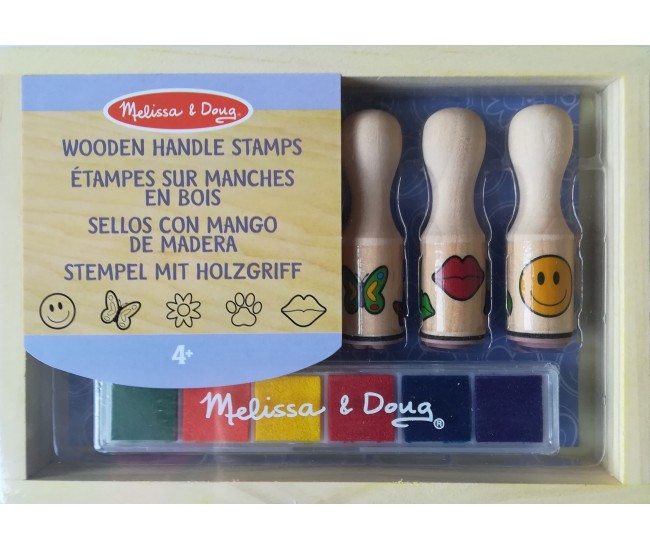 Melissa & Doug®
WOODEN HANDLE STAMPS
ÉTAMPES SUR MANCHES
EN BOIS
SELLOS CON MANGO
DE MADERA
STEMPEL MIT HOLZGRIFF
4+
Melissa & Doug®